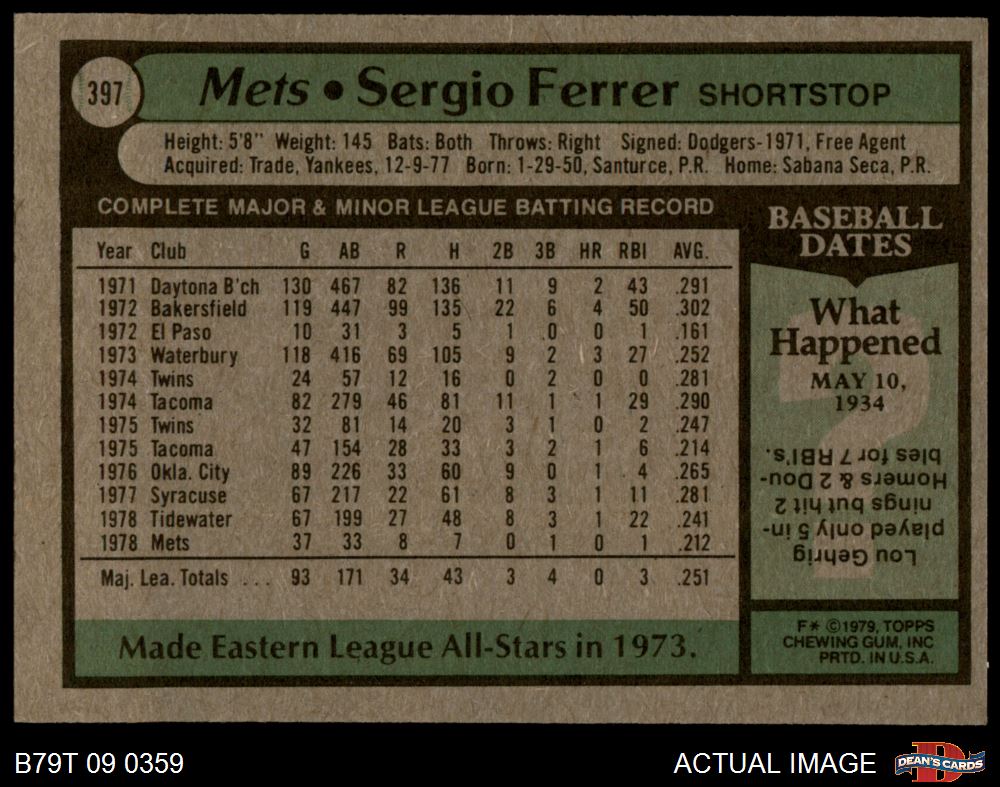 397
Mets • Sergio Ferrer SHORTSTOP
Height: 5'8" Weight: 145 Bats: Both Throws: Right Signed: Dodgers-1971, Free Agent
Acquired: Trade, Yankees, 12-9-77 Born: 1-29-50, Santurce, P.R. Home: Sabana Seca, P.R.
COMPLETE MAJOR & MINOR LEAGUE BATTING RECORD
Year Club G AB R H 2B 3B HR RBI AVG.
1971 Daytona B'ch 130 467 82 136 11 9 2 43 .291
1972 Bakersfield 119 447 99 135 22 6 4 50 .302
1972 El Paso 10 31 3 5 1 0 0 1 .161
1973 Waterbury 118 416 69 105 9 2 3 27 .252
1974 Twins 24 57 12 16 0 2 0 0 .281
1974 Tacoma 82 279 46 81 11 1 1 29 .290
1975 Twins 32 81 14 20 3 1 0 2 .247
1975 Tacoma 47 154 28 33 3 2 1 6 .214
1976 Okla. City 89 226 33 60 9 0 1 4 .265
1977 Syracuse 67 217 22 61 8 3 1 11 .281
1978 Tidewater 67 199 27 48 8 3 1 22 .241
1978 Mets 37 33 8 7 0 1 0 1 .212
Maj. Lea. Totals ... 93 171 34 43 3 4 0 3 .251
Made Eastern League All-Stars in 1973.
BASEBALL
DATES
What
Happened
MAY 10,
1934
Lou Gehrig
played only 5 in-
nings but hit 2
Homers & 2 Dou-
bles for 7 RBI's.
F* ©1979, TOPPS
CHEWING GUM, INC
PRTD. IN U.S.A.
B79T 09 0359
ACTUAL IMAGE
DEAN'S CARDS